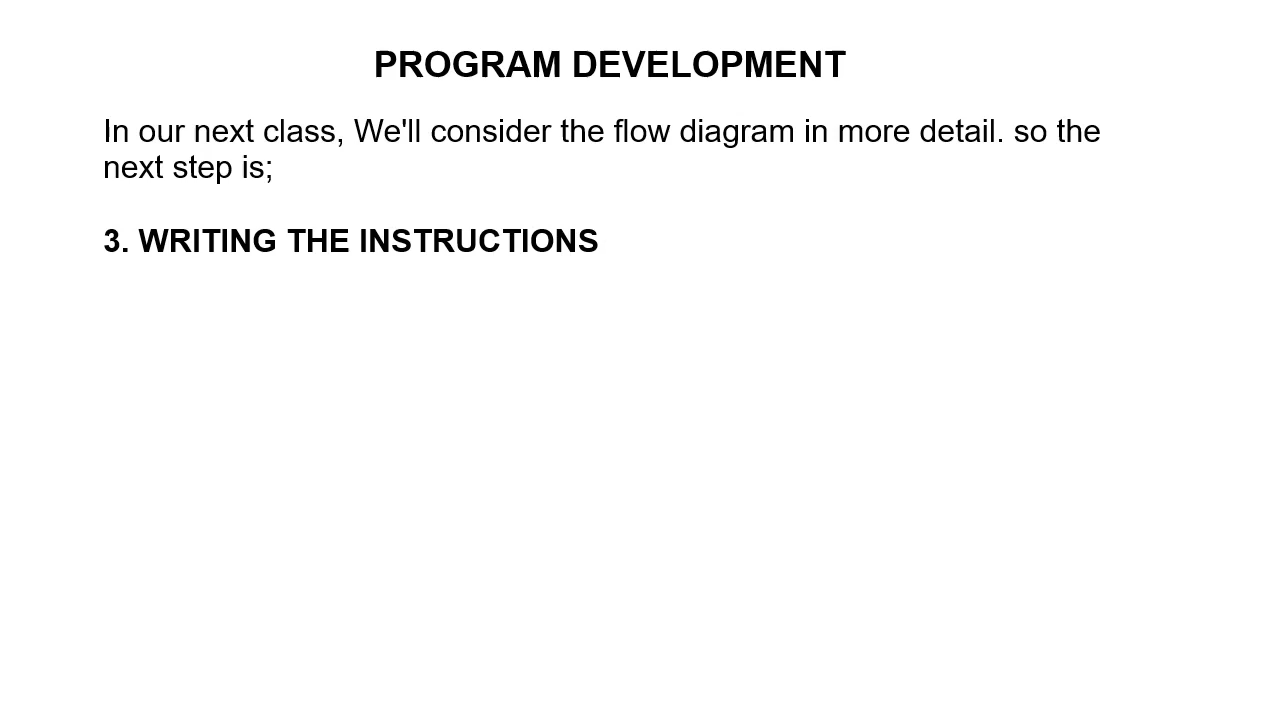 PROGRAM DEVELOPMENT
In our next class, We'll consider the flow diagram in more detail. so the
next step is;
3. WRITING THE INSTRUCTIONS